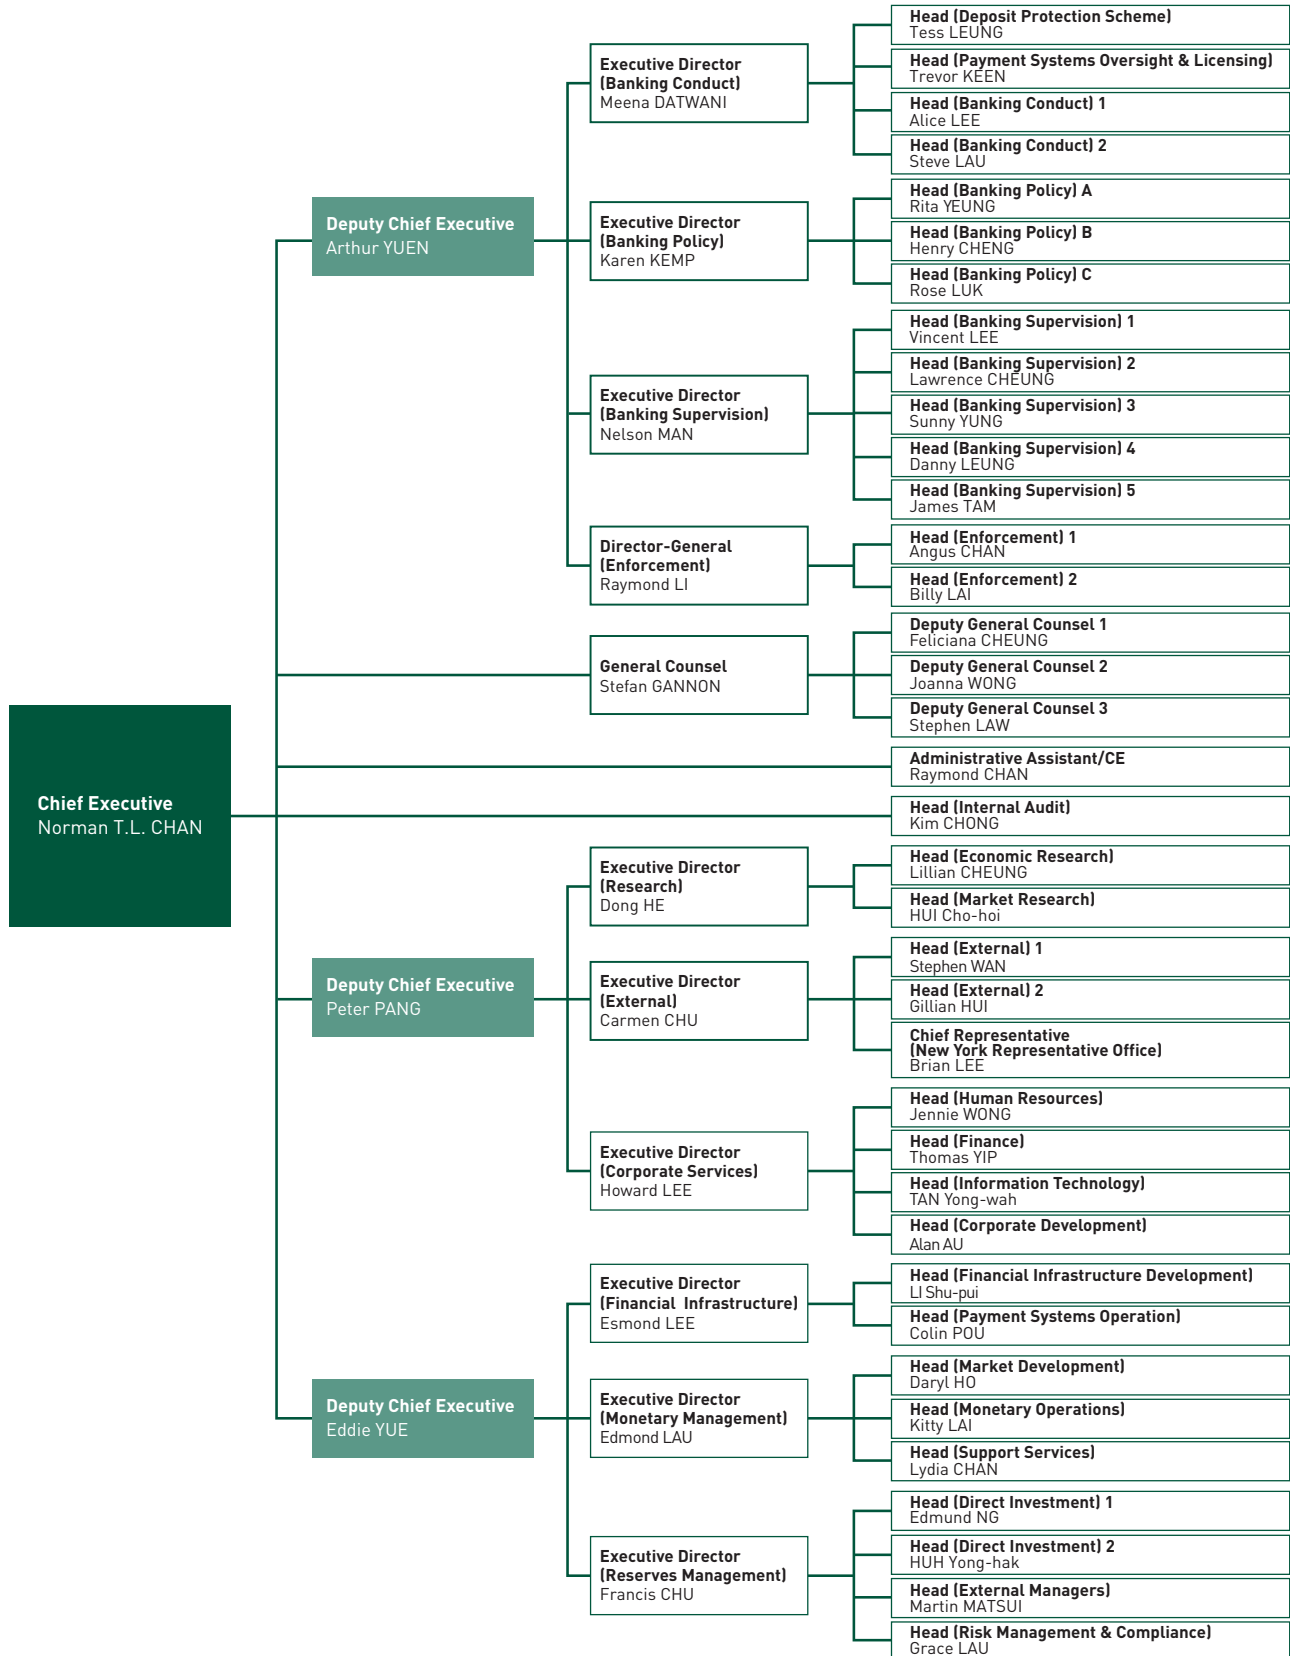 Chief Executive
Norman T.L. CHAN
Deputy Chief Executive
Arthur YUEN
Executive Director
(Banking Conduct)
Meena DATWANI
Head (Deposit Protection Scheme)
Tess LEUNG
Head (Payment Systems Oversight & Licensing)
Trevor KEEN
Head (Banking Conduct) 1
Alice LEE
Head (Banking Conduct) 2
Steve LAU
Executive Director
(Banking Policy)
Karen KEMP
Head (Banking Policy) A
Rita YEUNG
Head (Banking Policy) B
Henry CHENG
Head (Banking Policy) C
Rose LUK
Executive Director
(Banking Supervision)
Nelson MAN
Head (Banking Supervision) 1
Vincent LEE
Head (Banking Supervision) 2
Lawrence CHEUNG
Head (Banking Supervision) 3
Sunny YUNG
Head (Banking Supervision) 4
Danny LEUNG
Head (Banking Supervision) 5
James TAM
Director-General
(Enforcement)
Raymond LI
Head (Enforcement) 1
Angus CHAN
Head (Enforcement) 2
Billy LAI
General Counsel
Stefan GANNON
Deputy General Counsel 1
Feliciana CHEUNG
Deputy General Counsel 2
Joanna WONG
Deputy General Counsel 3
Stephen LAW
Administrative Assistant/CE
Raymond CHAN
Head (Internal Audit)
Kim CHONG
Deputy Chief Executive
Peter PANG
Executive Director
(Research)
Dong HE
Head (Economic Research)
Lillian CHEUNG
Head (Market Research)
HUI Cho-hoi
Executive Director
(External)
Carmen CHU
Head (External) 1
Stephen WAN
Head (External) 2
Gillian HUI
Chief Representative
(New York Representative Office)
Brian LEE
Executive Director
(Corporate Services)
Howard LEE
Head (Human Resources)
Jennie WONG
Head (Finance)
Thomas YIP
Head (Information Technology)
TAN Yong-wah
Head (Corporate Development)
Alan AU
Deputy Chief Executive
Eddie YUE
Executive Director
(Financial Infrastructure)
Esmond LEE
Head (Financial Infrastructure Development)
LI Shu-pui
Head (Payment Systems Operation)
Colin POU
Executive Director
(Monetary Management)
Edmond LAU
Head (Market Development)
Daryl HO
Head (Monetary Operations)
Kitty LAI
Head (Support Services)
Lydia CHAN
Executive Director
(Reserves Management)
Francis CHU
Head (Direct Investment) 1
Edmund NG
Head (Direct Investment) 2
HUH Yong-hak
Head (External Managers)
Martin MATSUI
Head (Risk Management & Compliance)
Grace LAU